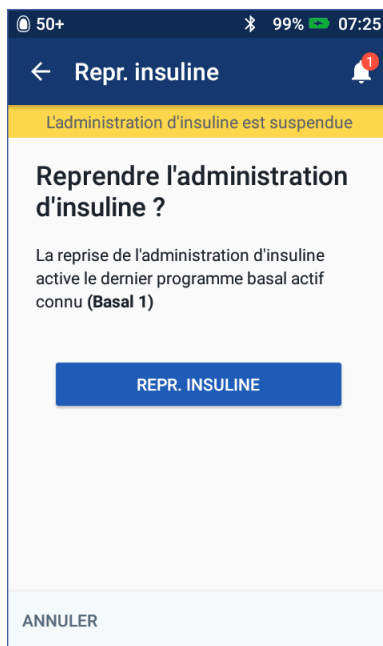 50+ 99% 07:25
Repr. insuline 1
L'administration d'insuline est suspendue
Reprendre l'administration
d'insuline ?
La reprise de l'administration d'insuline
active le dernier programme basal actif
connu (Basal 1)
REPR. INSULINE
ANNULER